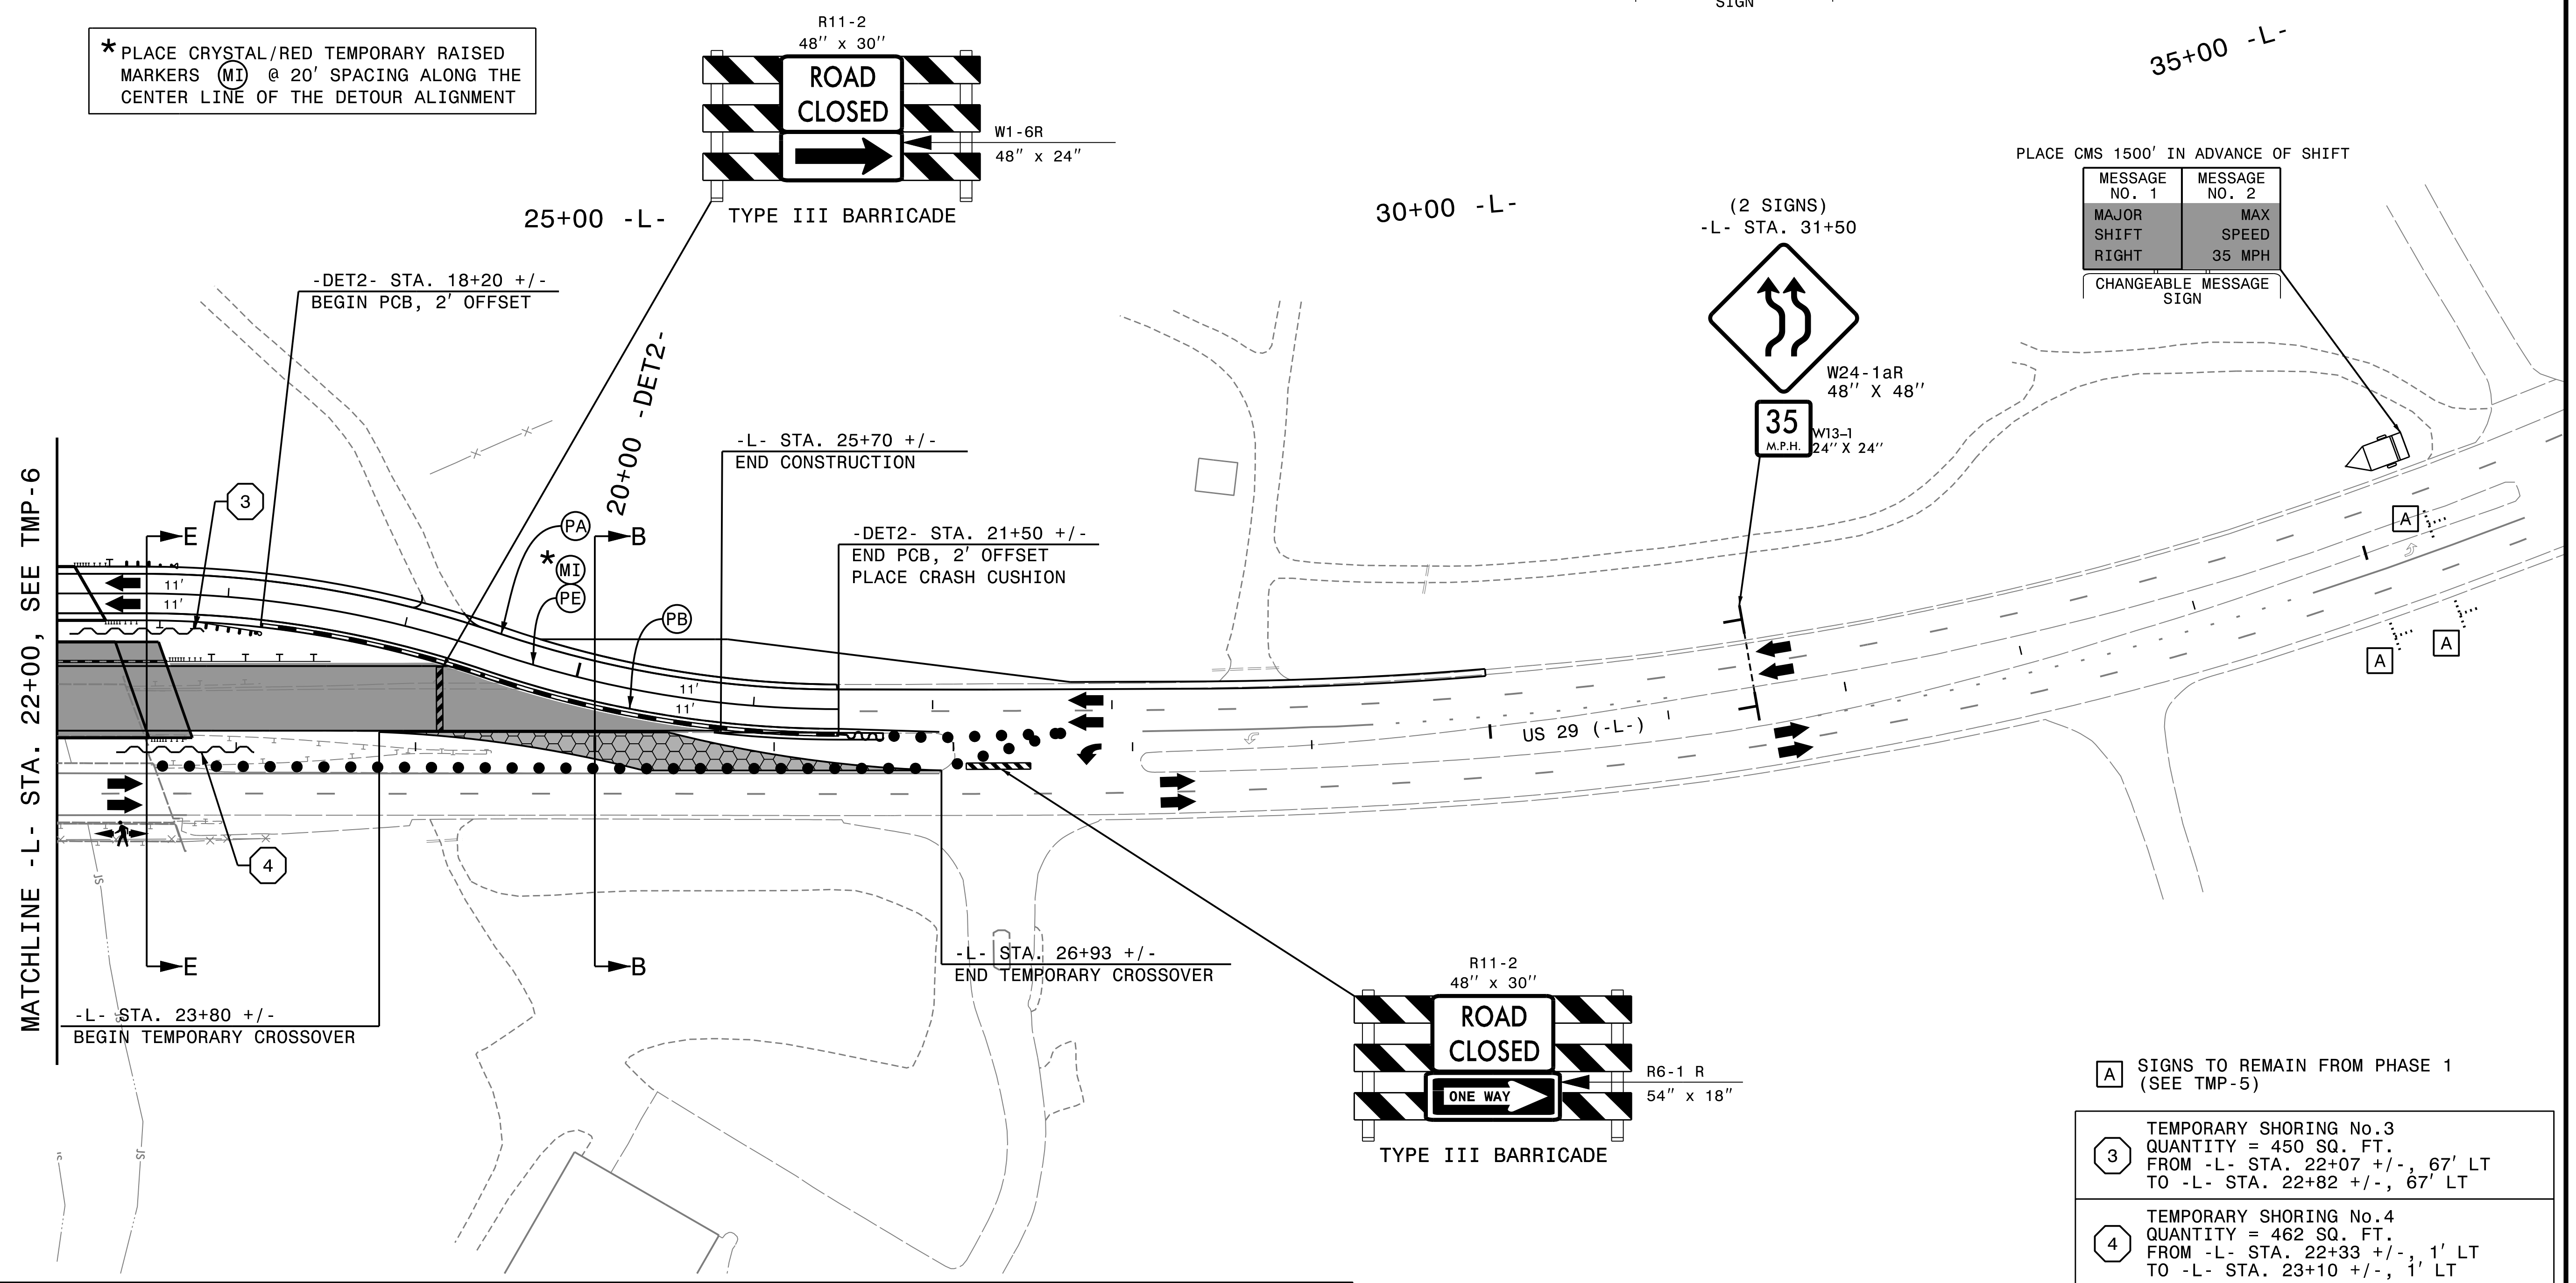 SIGN
R11-2
48" x 30"
*PLACE CRYSTAL/RED TEMPORARY RAISED
MARKERS (MI) @ 20' SPACING ALONG THE
CENTER LINE OF THE DETOUR ALIGNMENT
ROAD
CLOSED
W1-6R
48" x 24"
TYPE III BARRICADE
25+00 -L-
30+00 -L-
35+00 -L-
PLACE CMS 1500' IN ADVANCE OF SHIFT
MESSAGE NO. 1
MESSAGE NO. 2
MAJOR
SHIFT
RIGHT
MAX
SPEED
35 MPH
CHANGEABLE MESSAGE
SIGN
(2 SIGNS)
-L- STA. 31+50
W24-1aR
48" X 48"
35
M.P.H.
W13-1
24" X 24"
-DET2- STA. 18+20 +/-
BEGIN PCB, 2' OFFSET
20+00 -DET2-
-L- STA. 25+70 +/-
END CONSTRUCTION
-DET2- STA. 21+50 +/-
END PCB, 2' OFFSET
PLACE CRASH CUSHION
MATCHLINE -L- STA. 22+00, SEE TMP-6
3
E
B
PA
*MI
PE
PB
11'
11'
11'
11'
A
A
A
US 29 (-L-)
4
E
B
JS
JS
JS
JS
JS
-L- STA. 26+93 +/-
END TEMPORARY CROSSOVER
-L- STA. 23+80 +/-
BEGIN TEMPORARY CROSSOVER
R11-2
48" x 30"
ROAD
CLOSED
ONE WAY
R6-1 R
54" x 18"
TYPE III BARRICADE
A SIGNS TO REMAIN FROM PHASE 1
(SEE TMP-5)
3
TEMPORARY SHORING No.3
QUANTITY = 450 SQ. FT.
FROM -L- STA. 22+07 +/-, 67' LT
TO -L- STA. 22+82 +/-, 67' LT
4
TEMPORARY SHORING No.4
QUANTITY = 462 SQ. FT.
FROM -L- STA. 22+33 +/-, 1' LT
TO -L- STA. 23+10 +/-, 1' LT